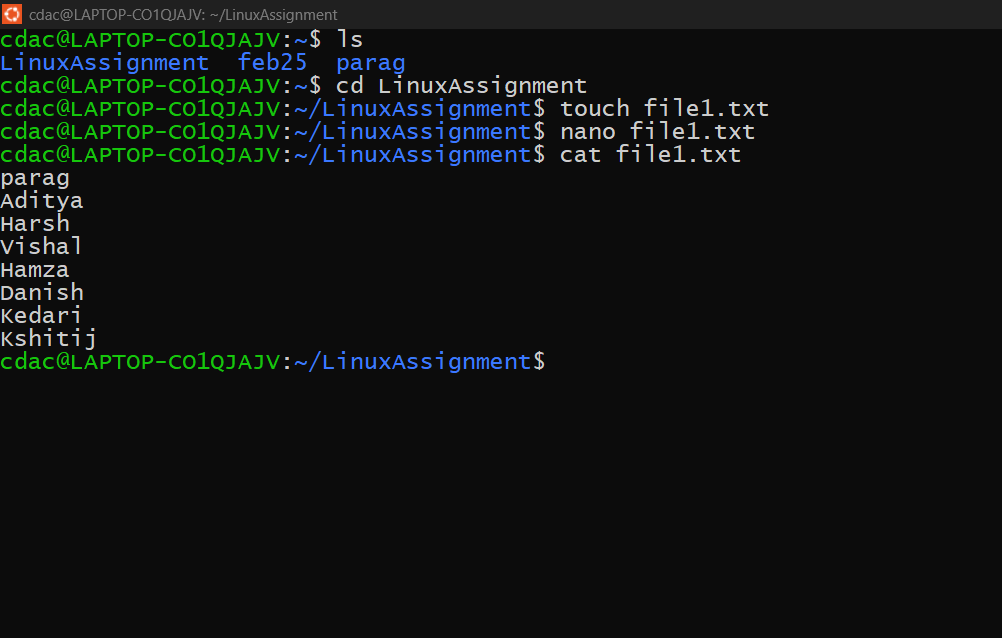 cdac@LAPTOP-CO1QJAJV: ~/LinuxAssignment
cdac@LAPTOP-CO1QJAJV:~$ ls
LinuxAssignment  feb25  parag
cdac@LAPTOP-CO1QJAJV:~$ cd LinuxAssignment
cdac@LAPTOP-CO1QJAJV:~/LinuxAssignment$ touch file1.txt
cdac@LAPTOP-CO1QJAJV:~/LinuxAssignment$ nano file1.txt
cdac@LAPTOP-CO1QJAJV:~/LinuxAssignment$ cat file1.txt
parag
Aditya
Harsh
Vishal
Hamza
Danish
Kedari
Kshitij
cdac@LAPTOP-CO1QJAJV:~/LinuxAssignment$